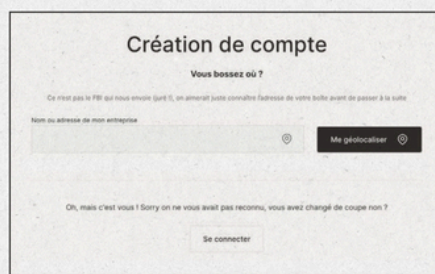 Création de compte
Vous bossez où ?
Ce n'est pas le FBI qui nous envoie (juré !), on aimerait juste connaître l'adresse de votre boîte avant de passer à la suite
Nom ou adresse de mon entreprise
Me géolocaliser
Oh, mais c'est vous ! Sorry on ne vous avait pas reconnu, vous avez changé de coupe non ?
Se connecter